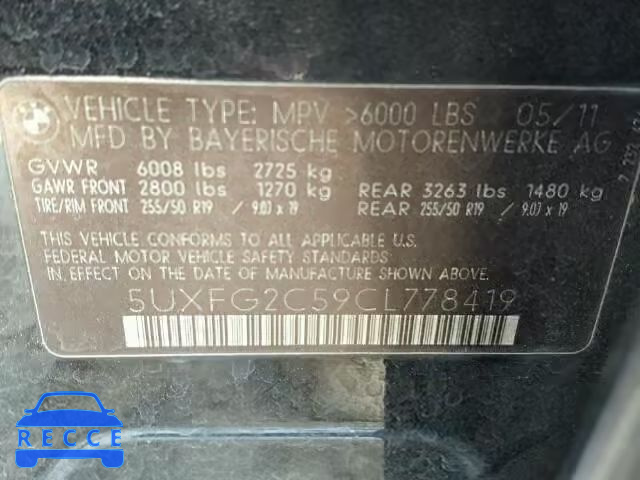 VEHICLE TYPE: MPV >6000 LBS 05/11
MFD BY BAYERISCHE MOTORENWERKE AG
GVWR 6008 lbs 2725 kg
GAWR FRONT 2800 lbs 1270 kg REAR 3263 lbs 1480 kg
TIRE/RIM FRONT 255/50 R19 / 9.0J x 19 REAR 255/50 R19 / 9.0J x 19
THIS VEHICLE CONFORMS TO ALL APPLICABLE U.S.
FEDERAL MOTOR VEHICLE SAFETY STANDARDS
IN EFFECT ON DATE OF MANUFACTURE SHOWN ABOVE.
5UXFG2C59CL778419
RECCE